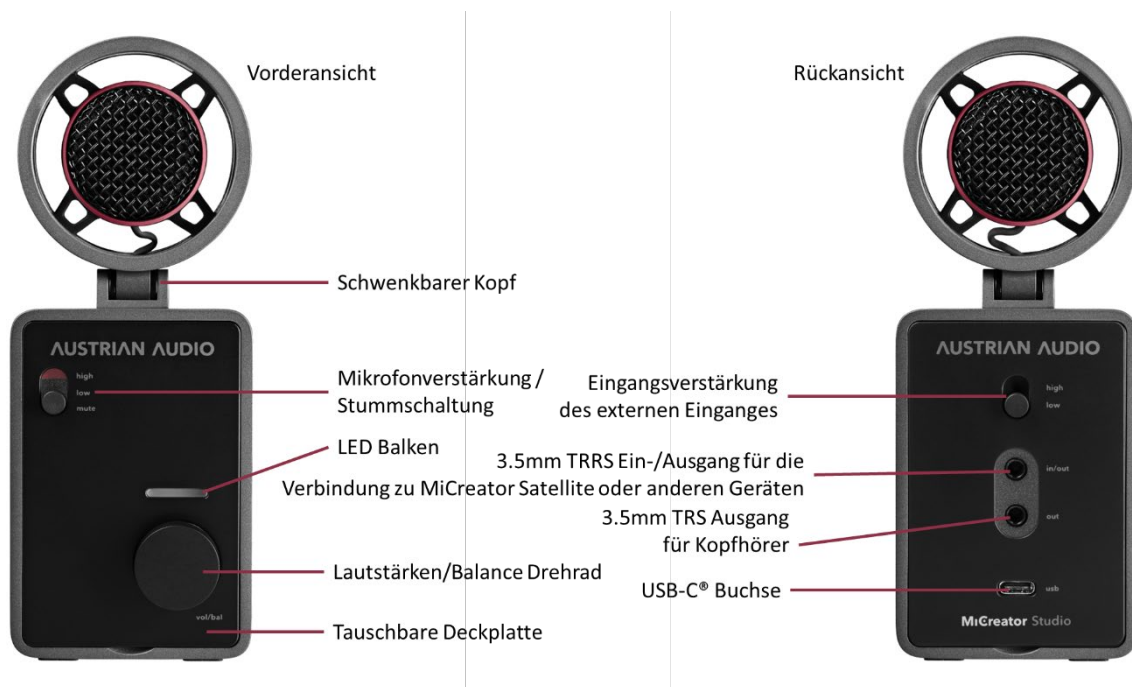 Vorderansicht
Schwenkbarer Kopf
AUSTRIAN AUDIO
high
low
mute
Mikrofonverstärkung /
Stummschaltung
LED Balken
Lautstärken/Balance Drehrad
vol/bal
Tauschbare Deckplatte
Rückansicht
AUSTRIAN AUDIO
high
low
Eingangsverstärkung
des externen Einganges
3.5mm TRRS Ein-/Ausgang für die
Verbindung zu MiCreator Satellite oder anderen Geräten
in/out
3.5mm TRS Ausgang
für Kopfhörer
out
USB-C® Buchse
usb
MiCreator Studio